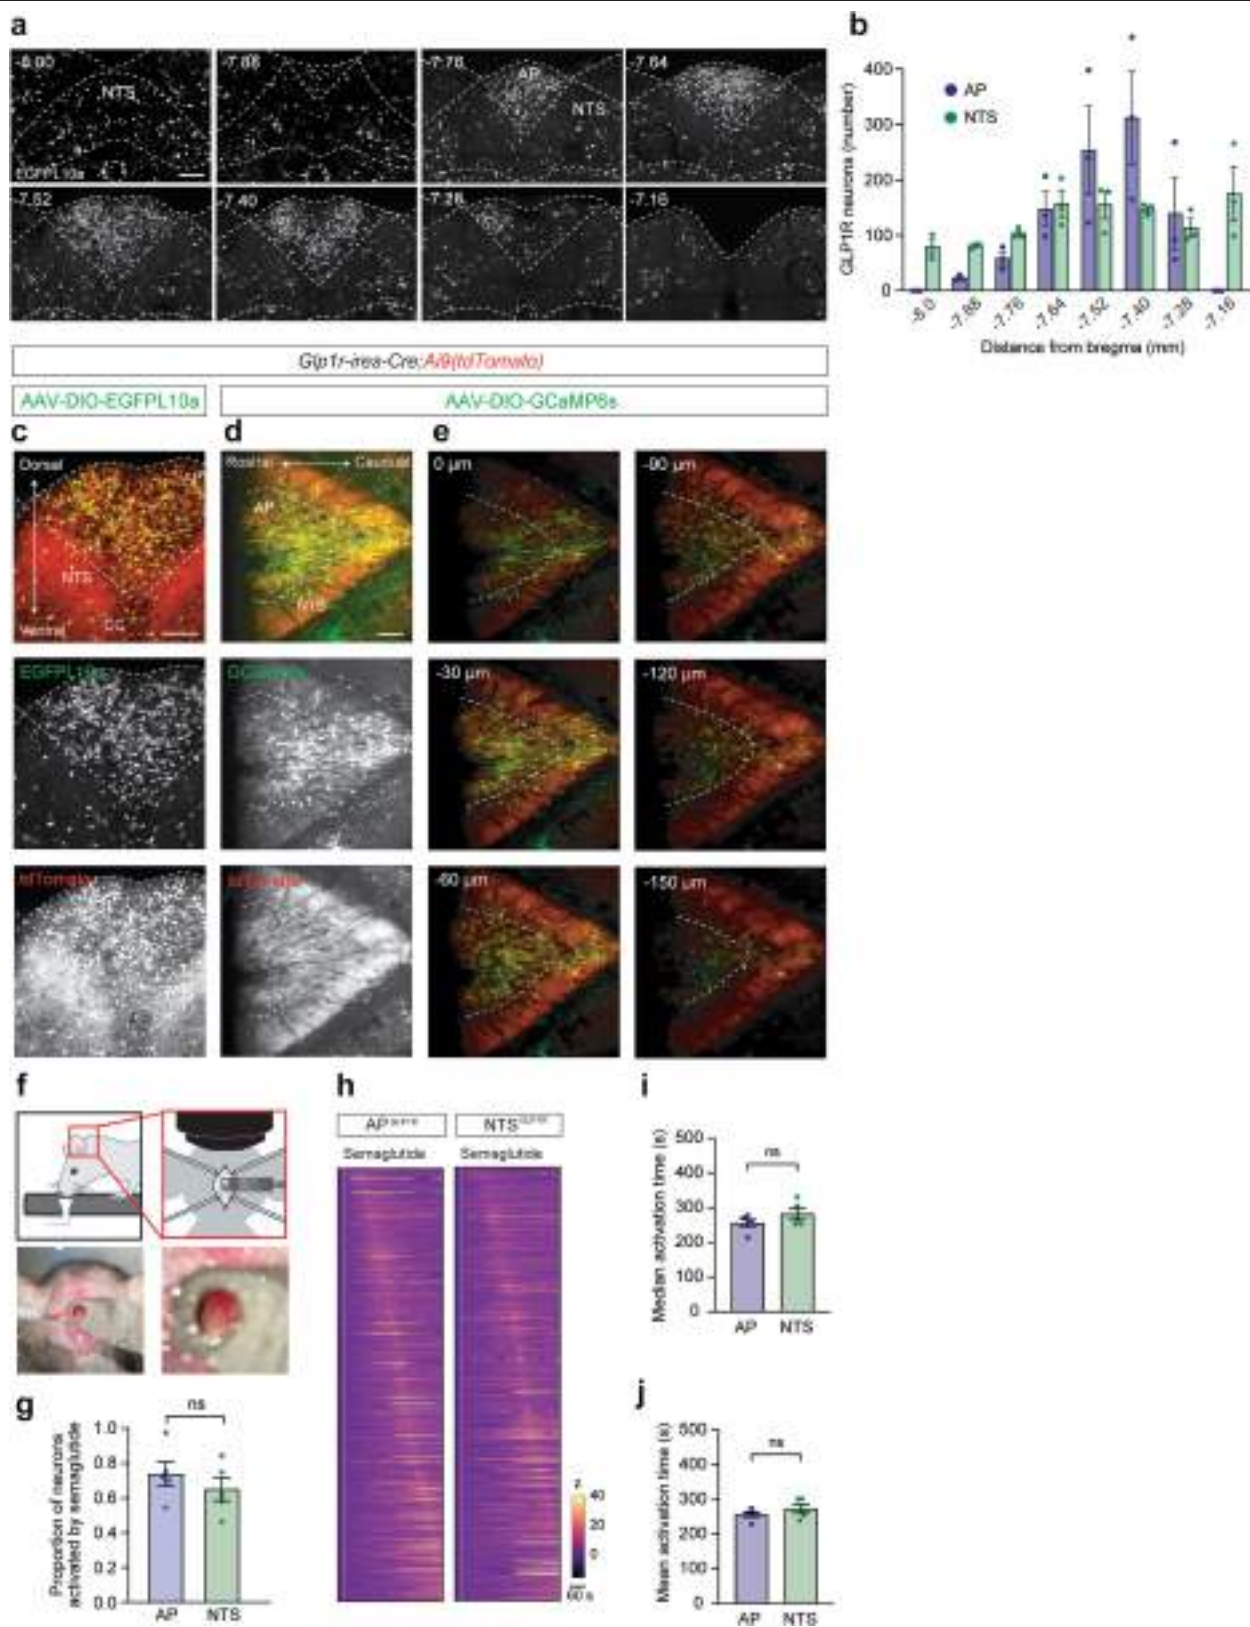 a
-8.00
NTS
EGFPL10a
-7.88
-7.76
AP
NTS
-7.64
-7.52
-7.40
-7.28
-7.16
b
GLP1R neurons (number)
400
300
200
100
0
AP
NTS
-8.0
-7.88
-7.76
-7.64
-7.52
-7.40
-7.28
-7.16
Distance from bregma (mm)
Glp1r-ires-Cre;Ai9(tdTomato)
AAV-DIO-EGFPL10a
AAV-DIO-GCaMP6s
c
Dorsal
NTS
Ventral
CC
EGFPL10a
tdTomato
d
Rostral
Caudal
AP
NTS
e
0 µm
-90 µm
-30 µm
-120 µm
-60 µm
-150 µm
f
g
Proportion of neurons
activated by semaglutide
1.0
0.8
0.6
0.4
0.2
0.0
ns
AP
NTS
h
AP
NTS
Semaglutide
Semaglutide
40
20
0
60 s
i
Median activation time (s)
500
400
300
200
100
0
ns
AP
NTS
j
Mean activation time (s)
500
400
300
200
100
0
ns
AP
NTS